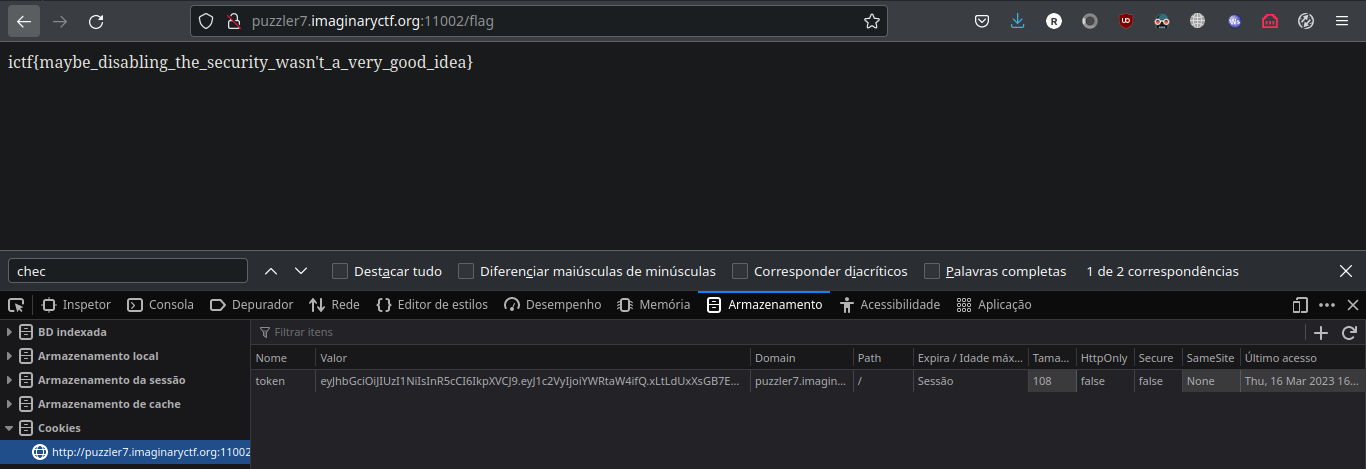 puzzler7.imaginaryctf.org:11002/flag
ictf{maybe_disabling_the_security_wasn't_a_very_good_idea}
chec Destacar tudo Diferenciar maiúsculas de minúsculas Corresponder diacríticos Palavras completas 1 de 2 correspondências
Inspetor Consola Depurador Rede Editor de estilos Desempenho Memória Armazenamento Acessibilidade Aplicação
BD indexada
Armazenamento local
Armazenamento da sessão
Armazenamento de cache
Cookies
http://puzzler7.imaginaryctf.org:11002
Filtrar itens
Nome Valor Domain Path Expira / Idade máx... Tama... HttpOnly Secure SameSite Último acesso
token eyJhbGciOiJIUzI1NiIsInR5cCI6IkpXVCJ9.eyJ1c2VyIjoiYWRtaW4ifQ.xLtLdUxXsGB7E... puzzler7.imagin... / Sessão 108 false false None Thu, 16 Mar 2023 16...